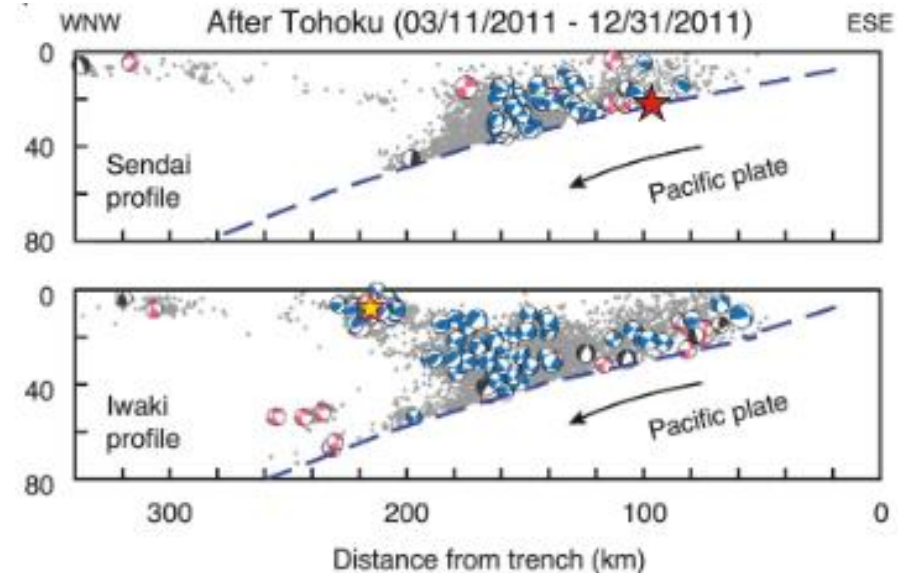 WNW After Tohoku (03/11/2011 - 12/31/2011) ESE
0
40
80
Sendai
profile
Pacific plate
0
40
80
Iwaki
profile
Pacific plate
300 200 100 0
Distance from trench (km)